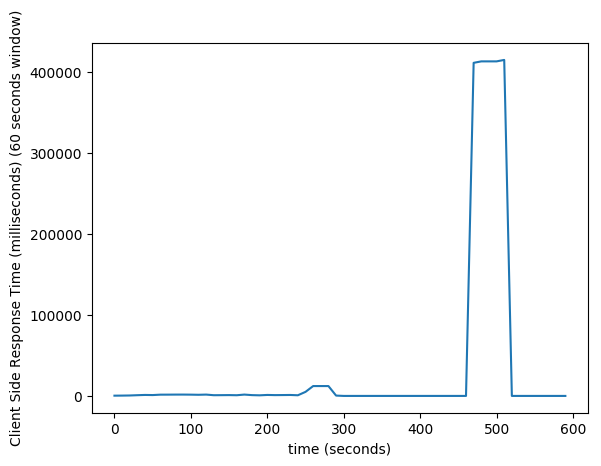 Client Side Response Time (milliseconds) (60 seconds window)
400000
300000
200000
100000
0
0 100 200 300 400 500 600
time (seconds)